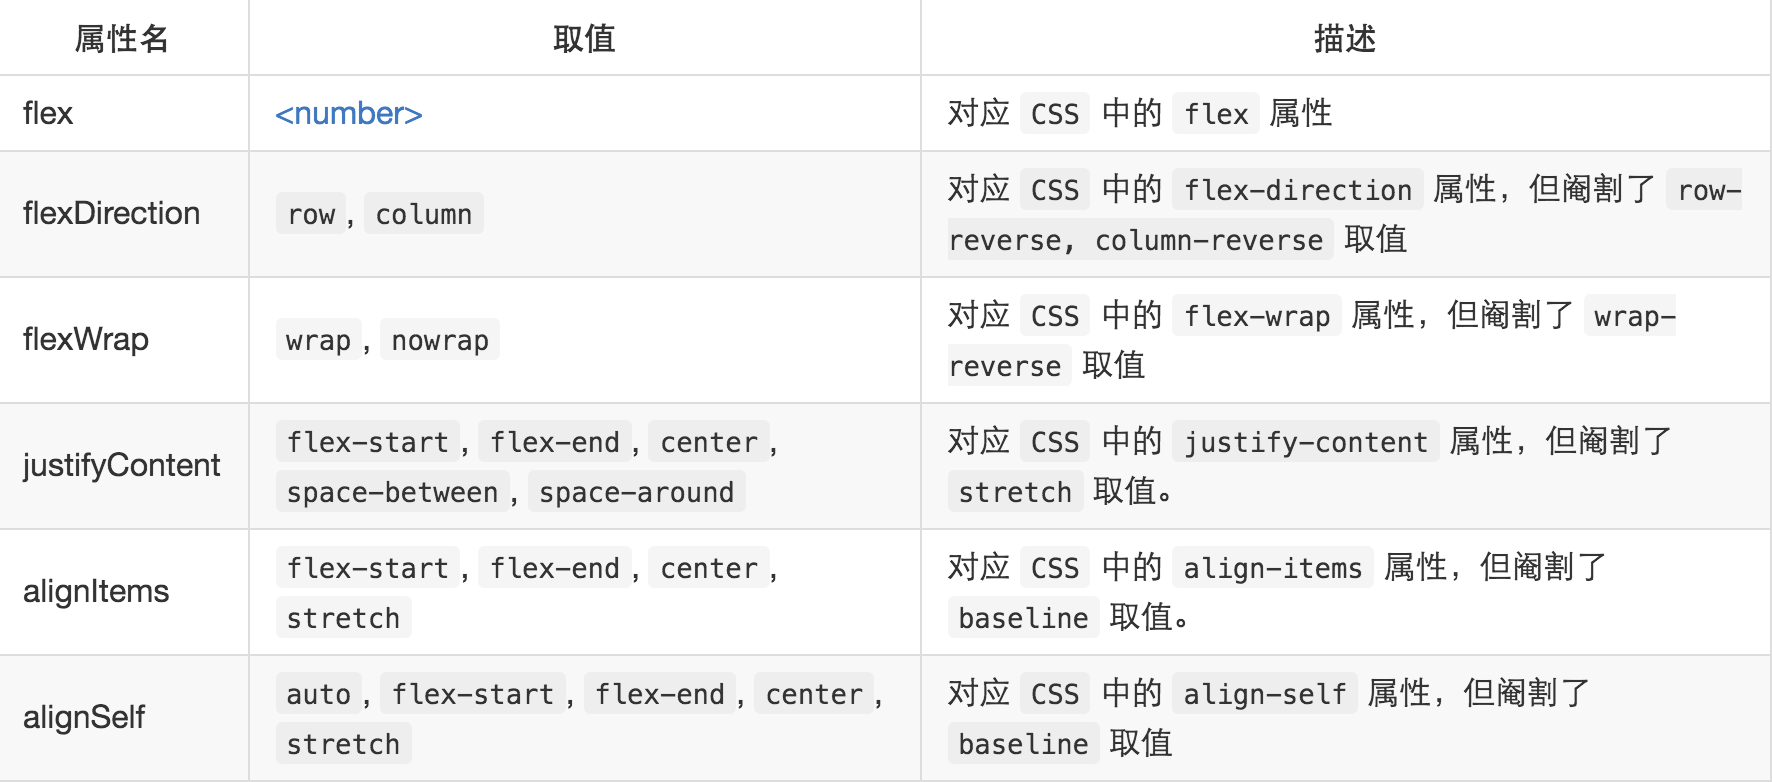 属性名 取值 描述
flex <number> 对应 CSS 中的 flex 属性
flexDirection row, column 对应 CSS 中的 flex-direction 属性，但阉割了 row-
reverse, column-reverse 取值
flexWrap wrap, nowrap 对应 CSS 中的 flex-wrap 属性，但阉割了 wrap-
reverse 取值
justifyContent flex-start, flex-end, center,
space-between, space-around
对应 CSS 中的 justify-content 属性，但阉割了
stretch 取值。
alignItems flex-start, flex-end, center,
stretch
对应 CSS 中的 align-items 属性，但阉割了
baseline 取值。
alignSelf auto, flex-start, flex-end, center,
stretch
对应 CSS 中的 align-self 属性，但阉割了
baseline 取值